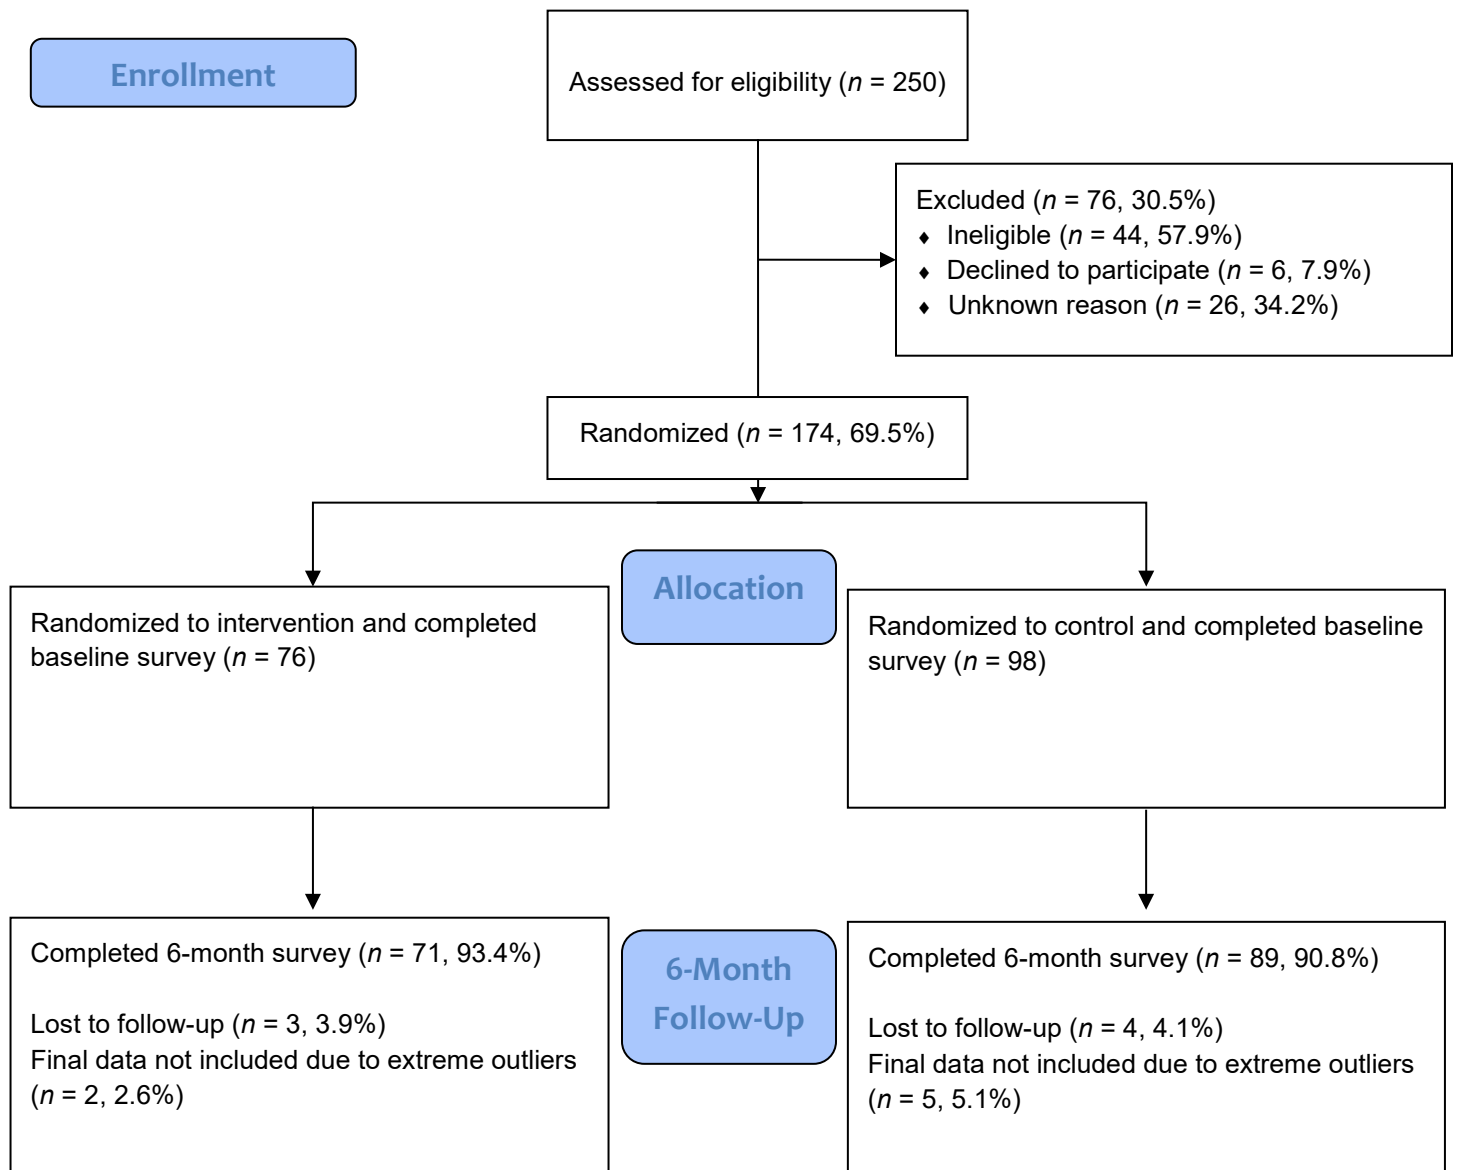 Enrollment
Assessed for eligibility (n = 250)
Excluded (n = 76, 30.5%)
♦ Ineligible (n = 44, 57.9%)
♦ Declined to participate (n = 6, 7.9%)
♦ Unknown reason (n = 26, 34.2%)
Randomized (n = 174, 69.5%)
Allocation
Randomized to intervention and completed
baseline survey (n = 76)
Randomized to control and completed baseline
survey (n = 98)
Completed 6-month survey (n = 71, 93.4%)
Lost to follow-up (n = 3, 3.9%)
Final data not included due to extreme outliers
(n = 2, 2.6%)
6-Month
Follow-Up
Completed 6-month survey (n = 89, 90.8%)
Lost to follow-up (n = 4, 4.1%)
Final data not included due to extreme outliers
(n = 5, 5.1%)